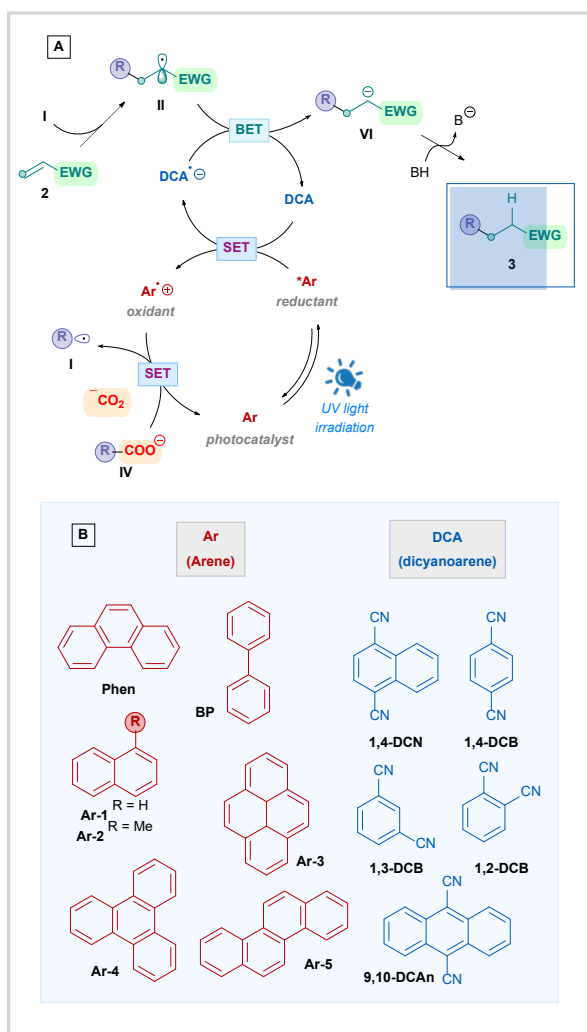 A
R
EWG
II
I
EWG
2
BET
DCA•⊖
DCA
R
⊖
EWG
VI
B⊖
BH
H
R
EWG
3
SET
Ar•⊕
oxidant
*Ar
reductant
R
I
SET
−CO2
R COO⊖
IV
Ar
photocatalyst
UV light
irradiation
B
Ar
(Arene)
DCA
(dicyanoarene)
Phen
BP
CN
CN
1,4-DCN
CN
CN
1,4-DCB
R
Ar-1 R = H
Ar-2 R = Me
Ar-3
CN
CN
1,3-DCB
CN
CN
1,2-DCB
Ar-4
Ar-5
CN
CN
9,10-DCAn